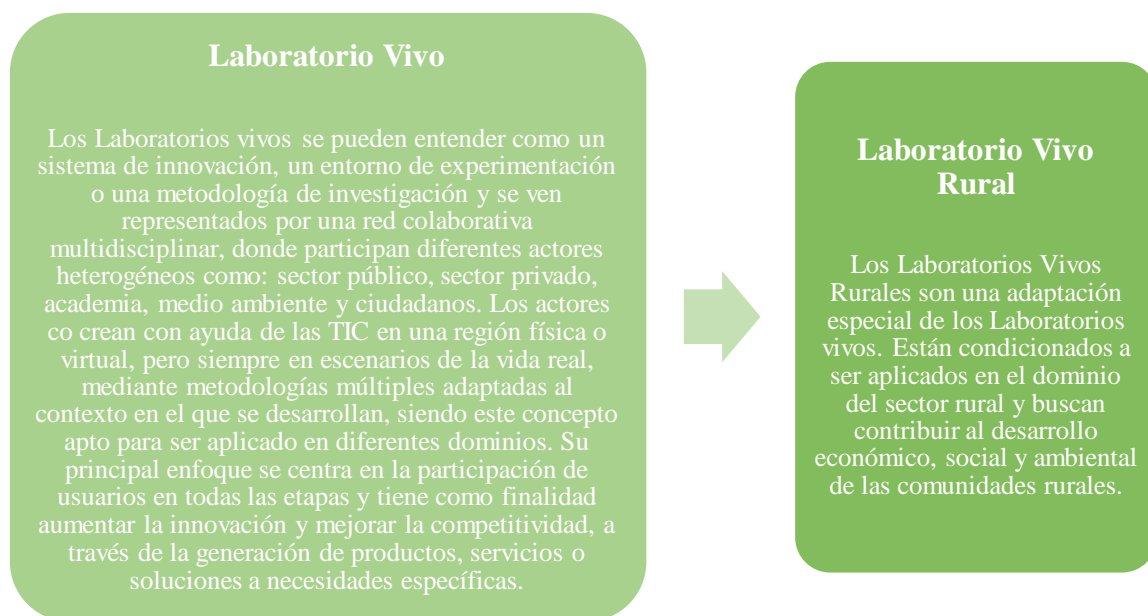 Laboratorio Vivo
Los Laboratorios vivos se pueden entender como un
sistema de innovación, un entorno de experimentación
o una metodología de investigación y se ven
representados por una red colaborativa
multidisciplinar, donde participan diferentes actores
heterogéneos como: sector público, sector privado,
academia, medio ambiente y ciudadanos. Los actores
co crean con ayuda de las TIC en una región física o
virtual, pero siempre en escenarios de la vida real,
mediante metodologías múltiples adaptadas al
contexto en el que se desarrollan, siendo este concepto
apto para ser aplicado en diferentes dominios. Su
principal enfoque se centra en la participación de
usuarios en todas las etapas y tiene como finalidad
aumentar la innovación y mejorar la competitividad, a
través de la generación de productos, servicios o
soluciones a necesidades específicas.
Laboratorio Vivo
Rural
Los Laboratorios Vivos
Rurales son una adaptación
especial de los Laboratorios
vivos. Están condicionados a
ser aplicados en el dominio
del sector rural y buscan
contribuir al desarrollo
económico, social y ambiental
de las comunidades rurales.